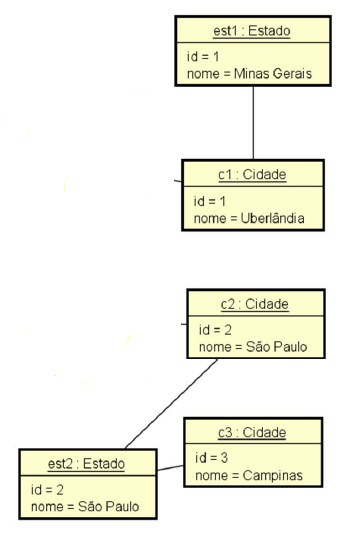 est1 : Estado
id = 1
nome = Minas Gerais
c1 : Cidade
id = 1
nome = Uberlândia
c2 : Cidade
id = 2
nome = São Paulo
c3 : Cidade
id = 3
nome = Campinas
est2 : Estado
id = 2
nome = São Paulo